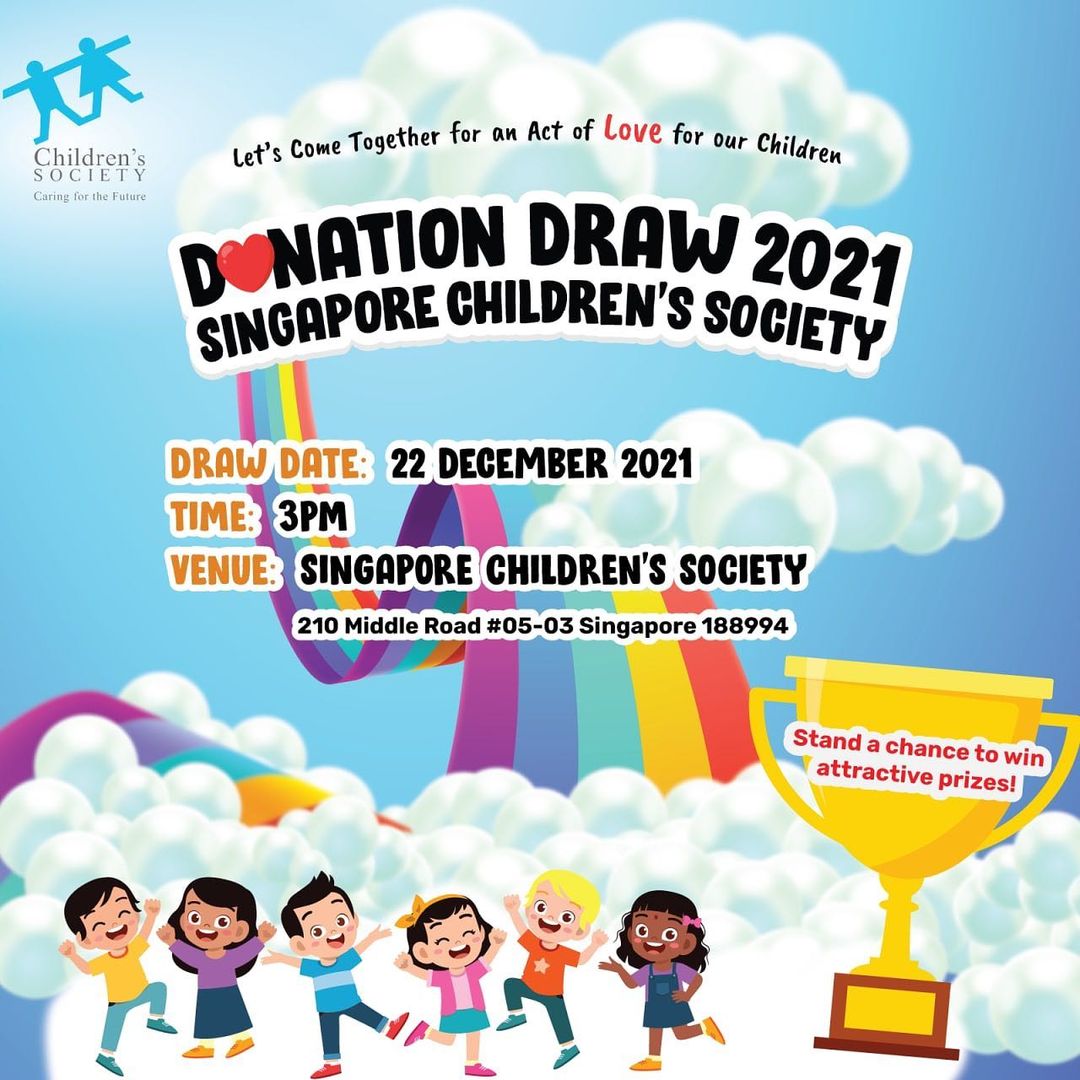 Children's
SOCIETY
Caring for the Future
Let's Come Together for an Act of Love for our Children
DONATION DRAW 2021
SINGAPORE CHILDREN'S SOCIETY
DRAW DATE: 22 DECEMBER 2021
TIME: 3PM
VENUE: SINGAPORE CHILDREN'S SOCIETY
210 Middle Road #05-03 Singapore 188994
Stand a chance to win
attractive prizes!